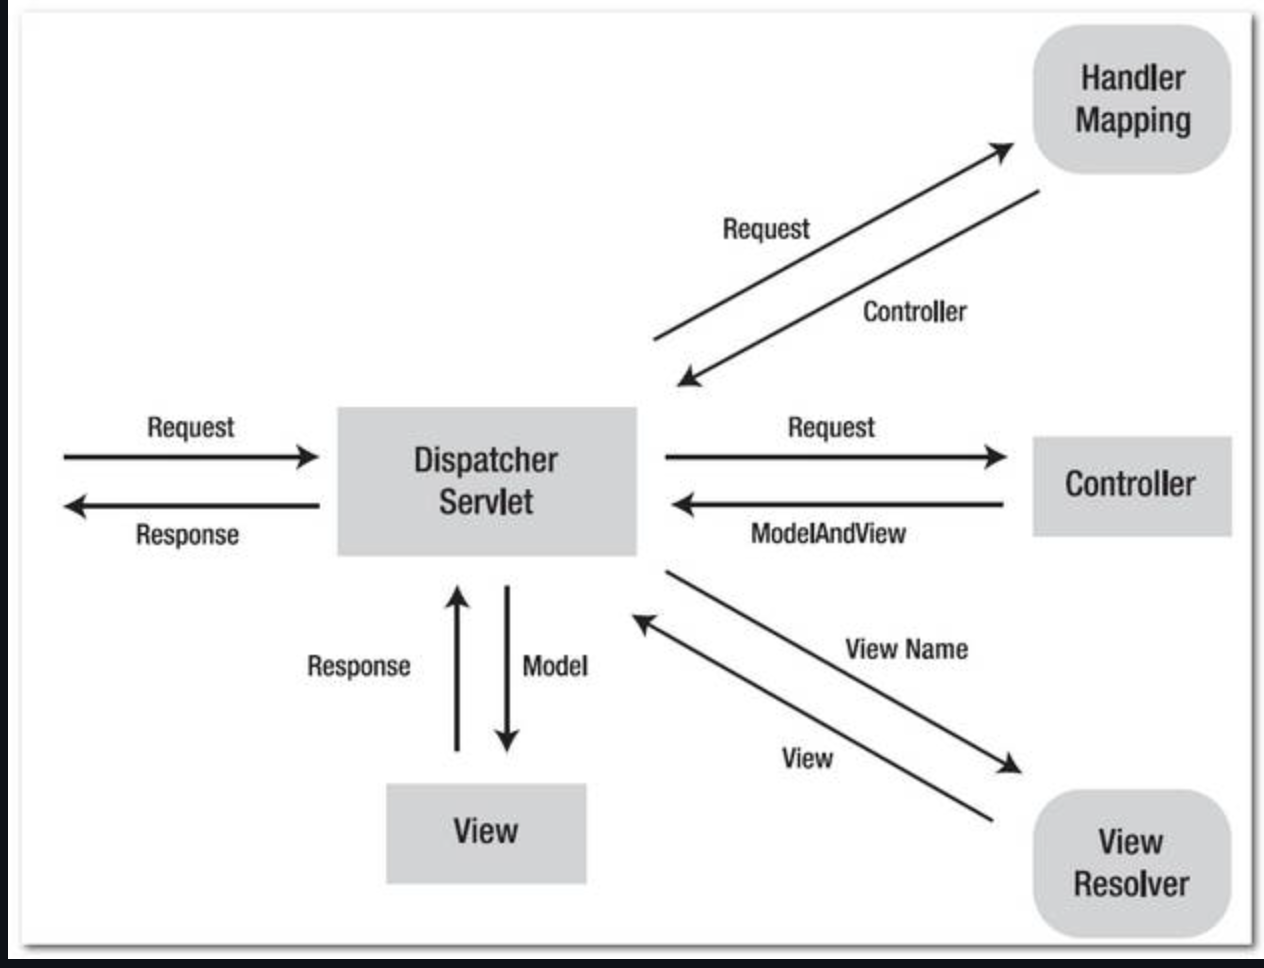 Handler
Mapping
Request
Controller
Request
Response
Dispatcher
Servlet
Request
ModelAndView
Controller
Response
Model
View Name
View
View
View
Resolver